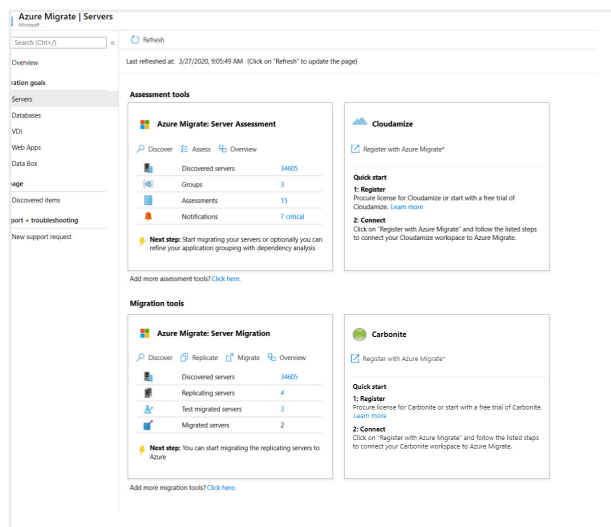 Azure Migrate | Servers
Microsoft
Search (Ctrl+/)
«
Refresh
Overview
Last refreshed at: 3/27/2020, 9:05:49 AM (Click on "Refresh" to update the page)
ration goals
Servers
Databases
VDI
Web Apps
Data Box
age
Discovered items
port + troubleshooting
New support request
Assessment tools
Azure Migrate: Server Assessment
Discover Assess Overview
Discovered servers 34605
Groups 3
Assessments 15
Notifications 7 critical
Next step: Start migrating your servers or optionally you can
refine your application grouping with dependency analysis
Cloudamize
Register with Azure Migrate*
Quick start
1: Register
Procure license for Cloudamize or start with a free trial of
Cloudamize. Learn more
2: Connect
Click on "Register with Azure Migrate" and follow the listed steps
to connect your Cloudamize workspace to Azure Migrate.
Add more assessment tools? Click here.
Migration tools
Azure Migrate: Server Migration
Discover Replicate Migrate Overview
Discovered servers 34605
Replicating servers 4
Test migrated servers 3
Migrated servers 2
Next step: You can start migrating the replicating servers to
Azure
Carbonite
Register with Azure Migrate*
Quick start
1: Register
Procure license for Carbonite or start with a free trial of Carbonite.
Learn more
2: Connect
Click on "Register with Azure Migrate" and follow the listed steps
to connect your Carbonite workspace to Azure Migrate.
Add more migration tools? Click here.